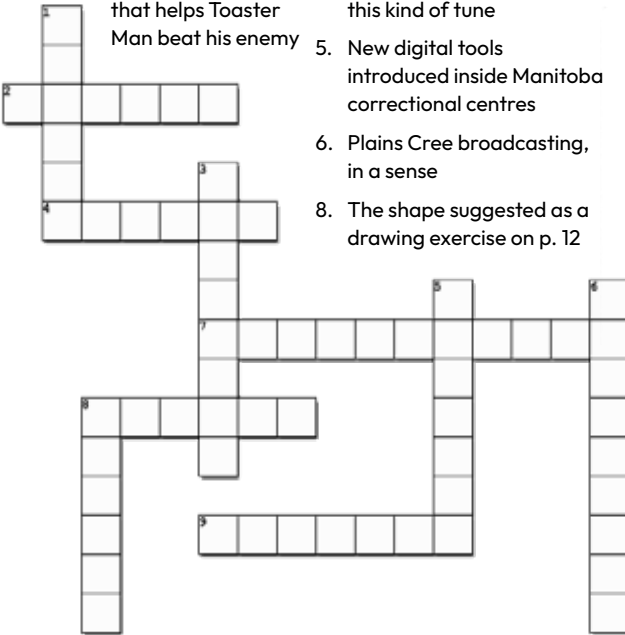 that helps Toaster
Man beat his enemy
this kind of tune
5. New digital tools
introduced inside Manitoba
correctional centres
6. Plains Cree broadcasting,
in a sense
8. The shape suggested as a
drawing exercise on p. 12
1
2
3
4
5
6
7
8
9